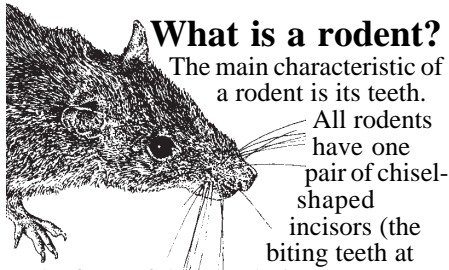 What is a rodent?
The main characteristic of
a rodent is its teeth.
All rodents
have one
pair of chisel-
shaped
incisors (the
biting teeth at